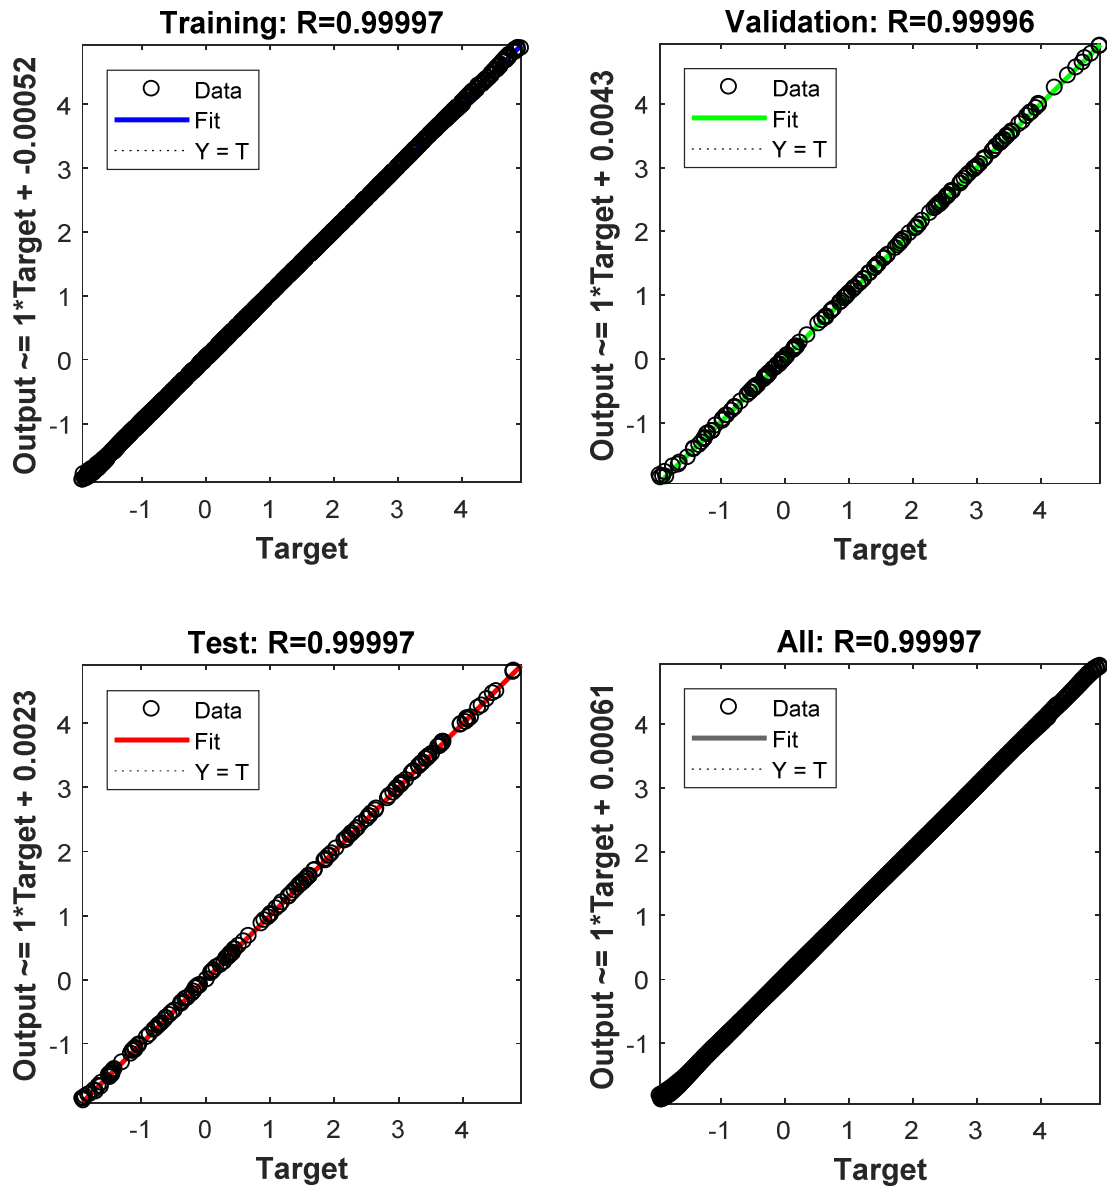 Training: R=0.99997
Output ~= 1*Target + -0.00052
Data
Fit
Y = T
4
3
2
1
0
-1
-1 0 1 2 3 4
Target
Validation: R=0.99996
Output ~= 1*Target + 0.0043
Data
Fit
Y = T
4
3
2
1
0
-1
-1 0 1 2 3 4
Target
Test: R=0.99997
Output ~= 1*Target + 0.0023
Data
Fit
Y = T
4
3
2
1
0
-1
-1 0 1 2 3 4
Target
All: R=0.99997
Output ~= 1*Target + 0.00061
Data
Fit
Y = T
4
3
2
1
0
-1
-1 0 1 2 3 4
Target